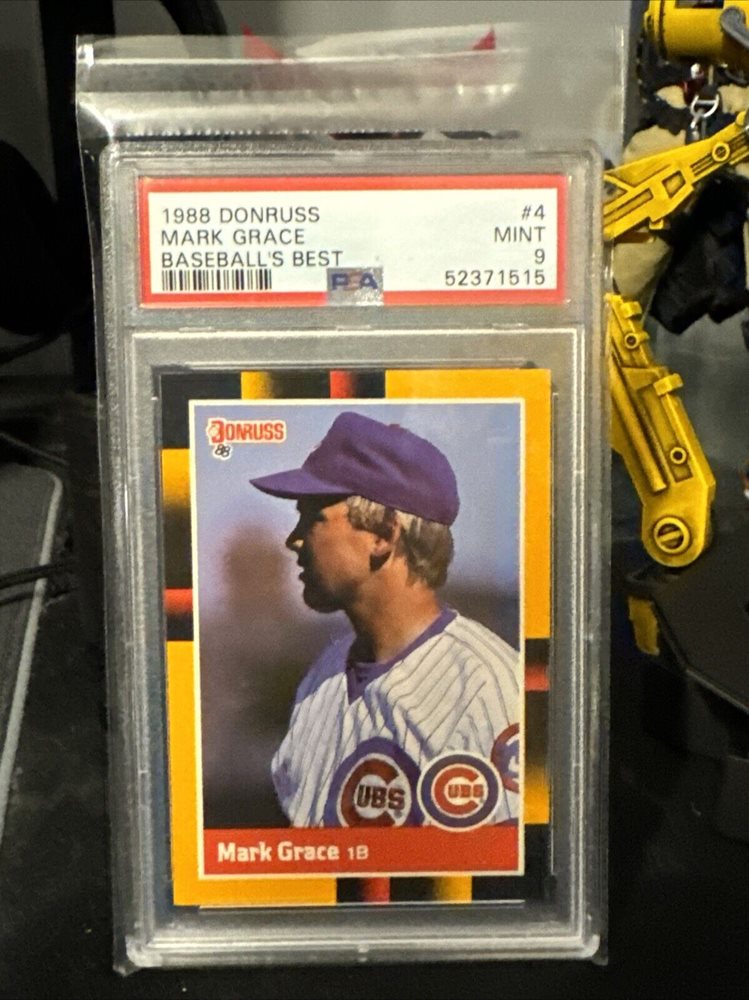 1988 DONRUSS #4
MARK GRACE MINT
BASEBALL'S BEST 9
PSA 52371515
DONRUSS
88
CUBS
CUBS
Mark Grace 1B